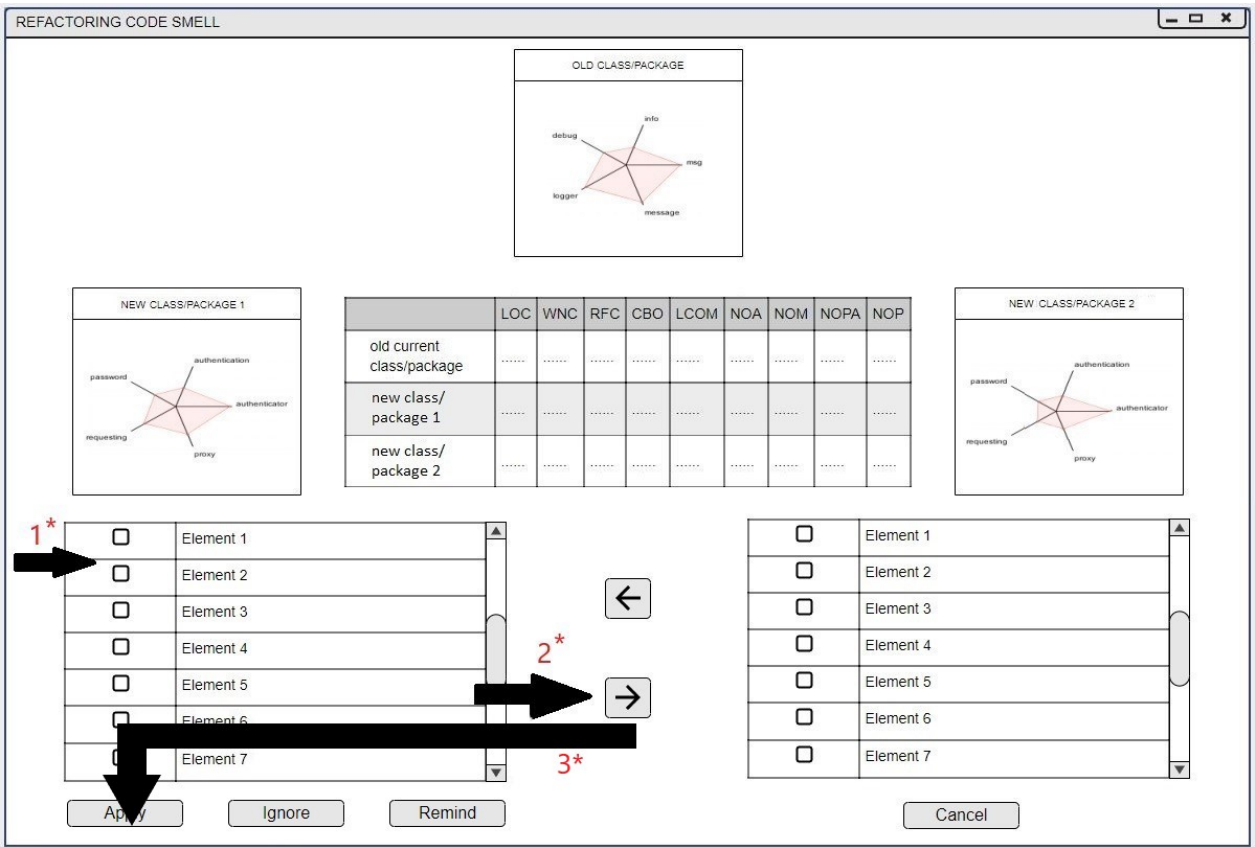 REFACTORING CODE SMELL
OLD CLASS/PACKAGE
info
debug
msg
logger
message
NEW CLASS/PACKAGE 1
authentication
password
authenticator
requesting
proxy
LOC WNC RFC CBO LCOM NOA NOM NOPA NOP
old current
class/package
...... ...... ...... ...... ...... ...... ...... ...... ......
new class/
package 1
...... ...... ...... ...... ...... ...... ...... ...... ......
new class/
package 2
...... ...... ...... ...... ...... ...... ...... ...... ......
NEW CLASS/PACKAGE 2
authentication
password
authenticator
requesting
proxy
1*
Element 1
Element 2
Element 3
Element 4
Element 5
Element 6
Element 7
2*
3*
Element 1
Element 2
Element 3
Element 4
Element 5
Element 6
Element 7
Apply
Ignore
Remind
Cancel